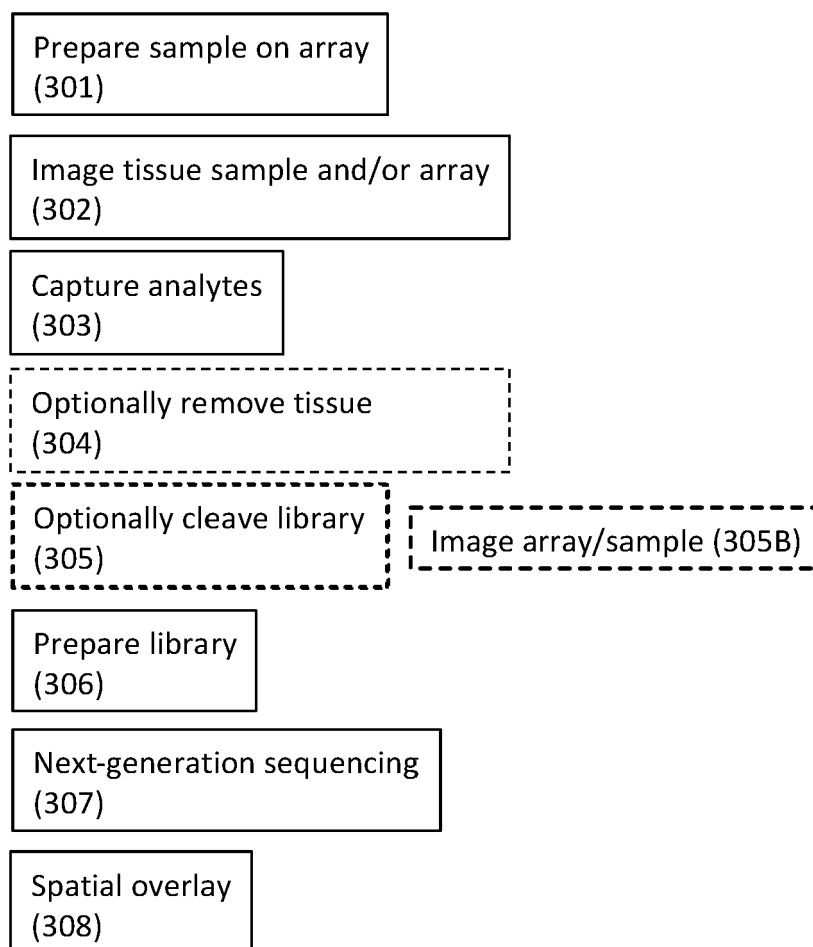 Prepare sample on array
(301)
Image tissue sample and/or array
(302)
Capture analytes
(303)
Optionally remove tissue
(304)
Optionally cleave library
(305)
Image array/sample (305B)
Prepare library
(306)
Next-generation sequencing
(307)
Spatial overlay
(308)